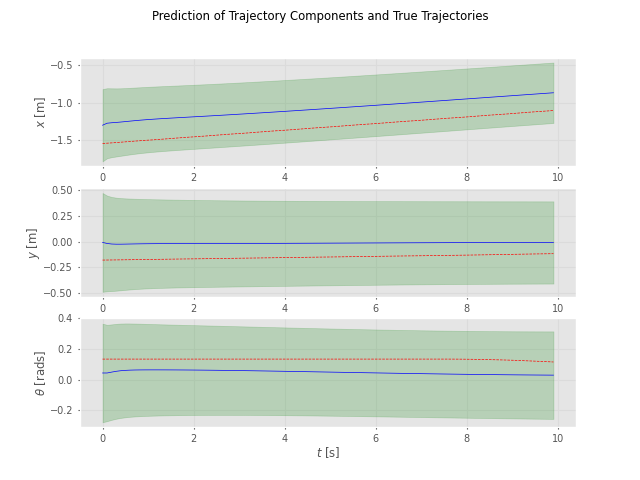 Prediction of Trajectory Components and True Trajectories
−0.5
−1.0
−1.5
x [m]
0 2 4 6 8 10
0.50
0.25
0.00
−0.25
−0.50
y [m]
0 2 4 6 8 10
0.4
0.2
0.0
−0.2
θ [rads]
0 2 4 6 8 10
t [s]